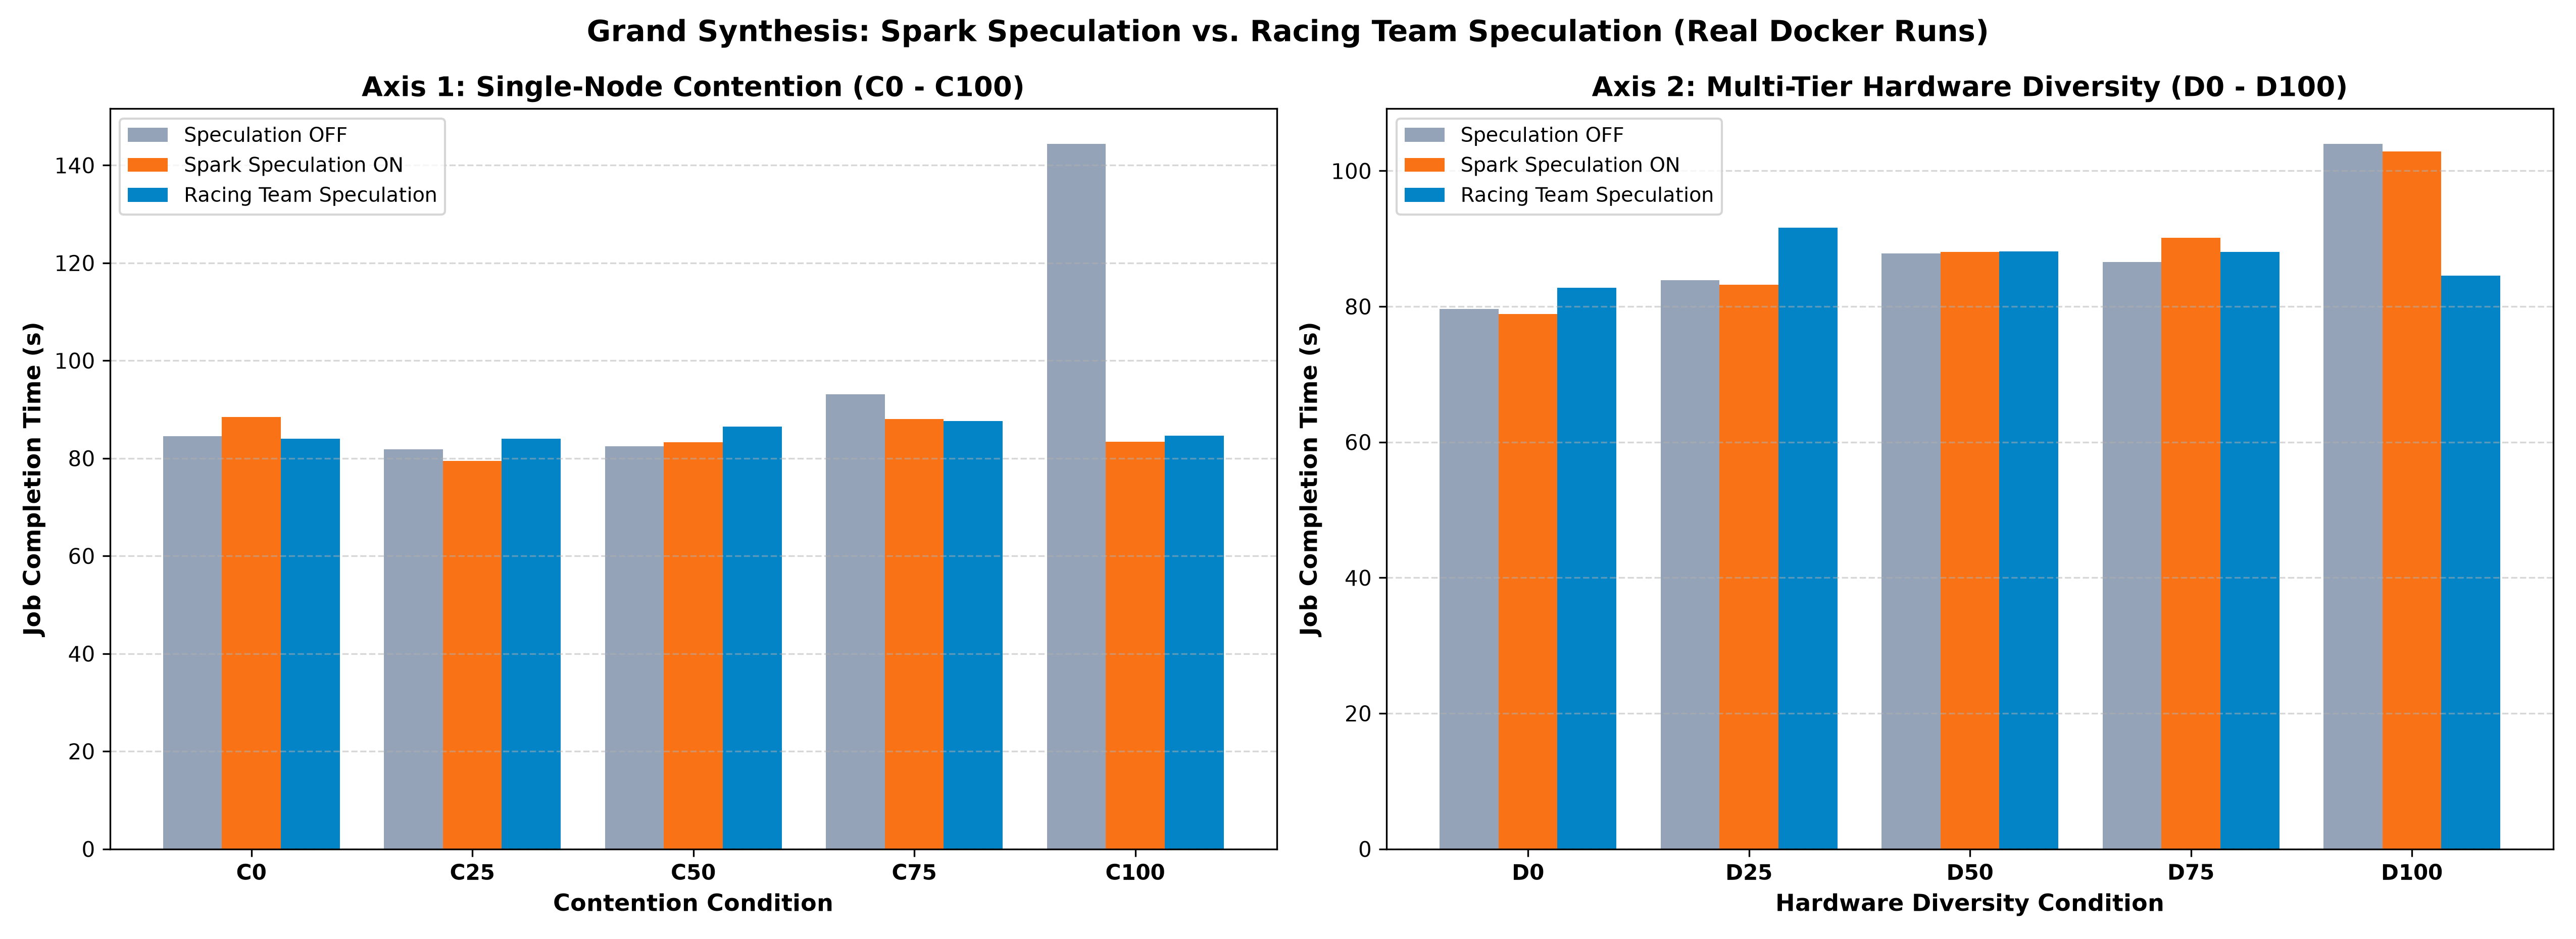 Grand Synthesis: Spark Speculation vs. Racing Team Speculation (Real Docker Runs)
Axis 1: Single-Node Contention (C0 - C100)
Speculation OFF
Spark Speculation ON
Racing Team Speculation
Job Completion Time (s)
140
120
100
80
60
40
20
0
C0 C25 C50 C75 C100
Contention Condition
Axis 2: Multi-Tier Hardware Diversity (D0 - D100)
Speculation OFF
Spark Speculation ON
Racing Team Speculation
Job Completion Time (s)
100
80
60
40
20
0
D0 D25 D50 D75 D100
Hardware Diversity Condition